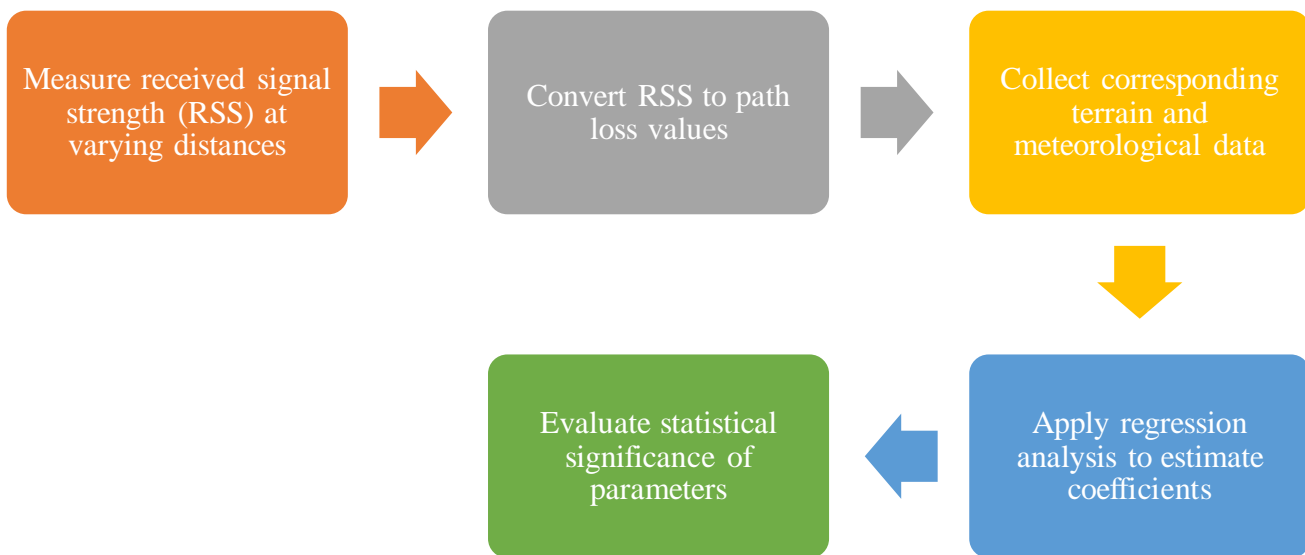 Measure received signal
strength (RSS) at
varying distances
Convert RSS to path
loss values
Collect corresponding
terrain and
meteorological data
Apply regression
analysis to estimate
coefficients
Evaluate statistical
significance of
parameters